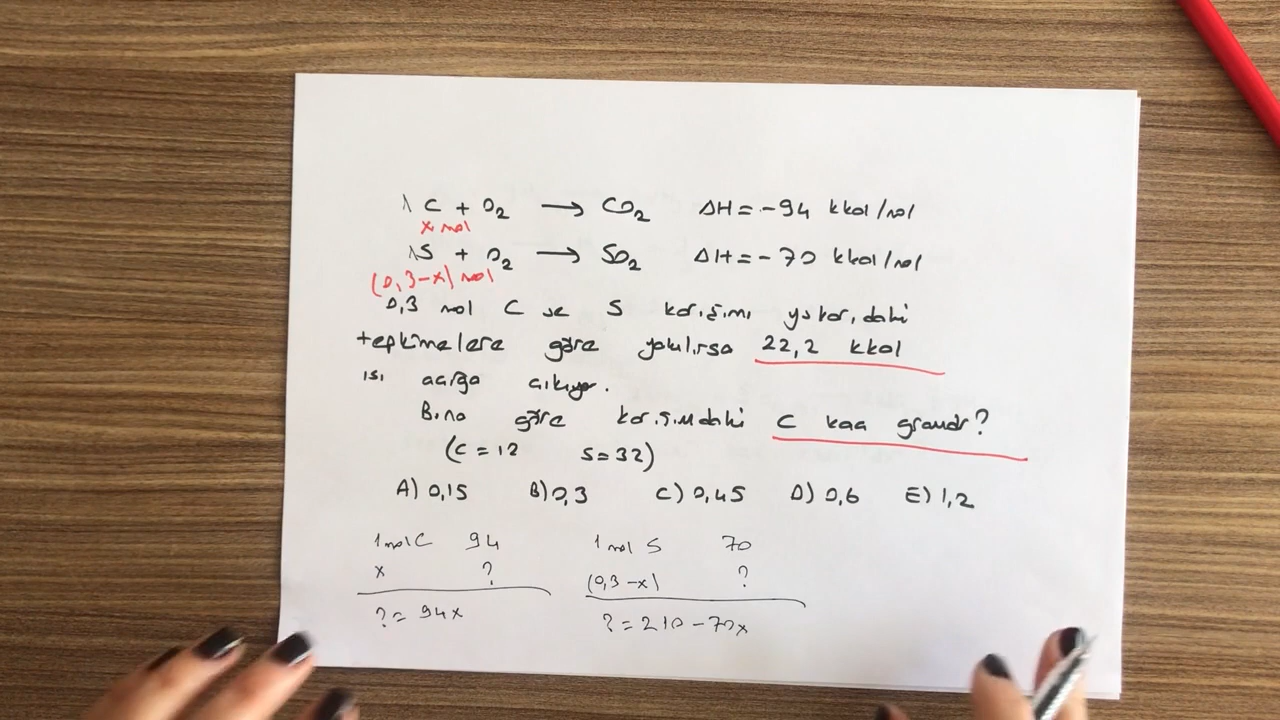 1 C + O₂ → CO₂ ΔH = -94 kkal/mol
x mol
1 S + O₂ → SO₂ ΔH = -70 kkal/mol
(0,3-x) mol
0,3 mol C ve S karışımı yukarıdaki
tepkimelere göre yakılırsa 22,2 kkal
ısı açığa çıkıyor.
Buna göre karışımdaki C kaç gramdır?
(C = 12 S = 32)
A) 0,15 B) 0,3 C) 0,45 D) 0,6 E) 1,2
1 mol C 94
x ?
? = 94x
1 mol S 70
(0,3-x) ?
? = 210 - 70x